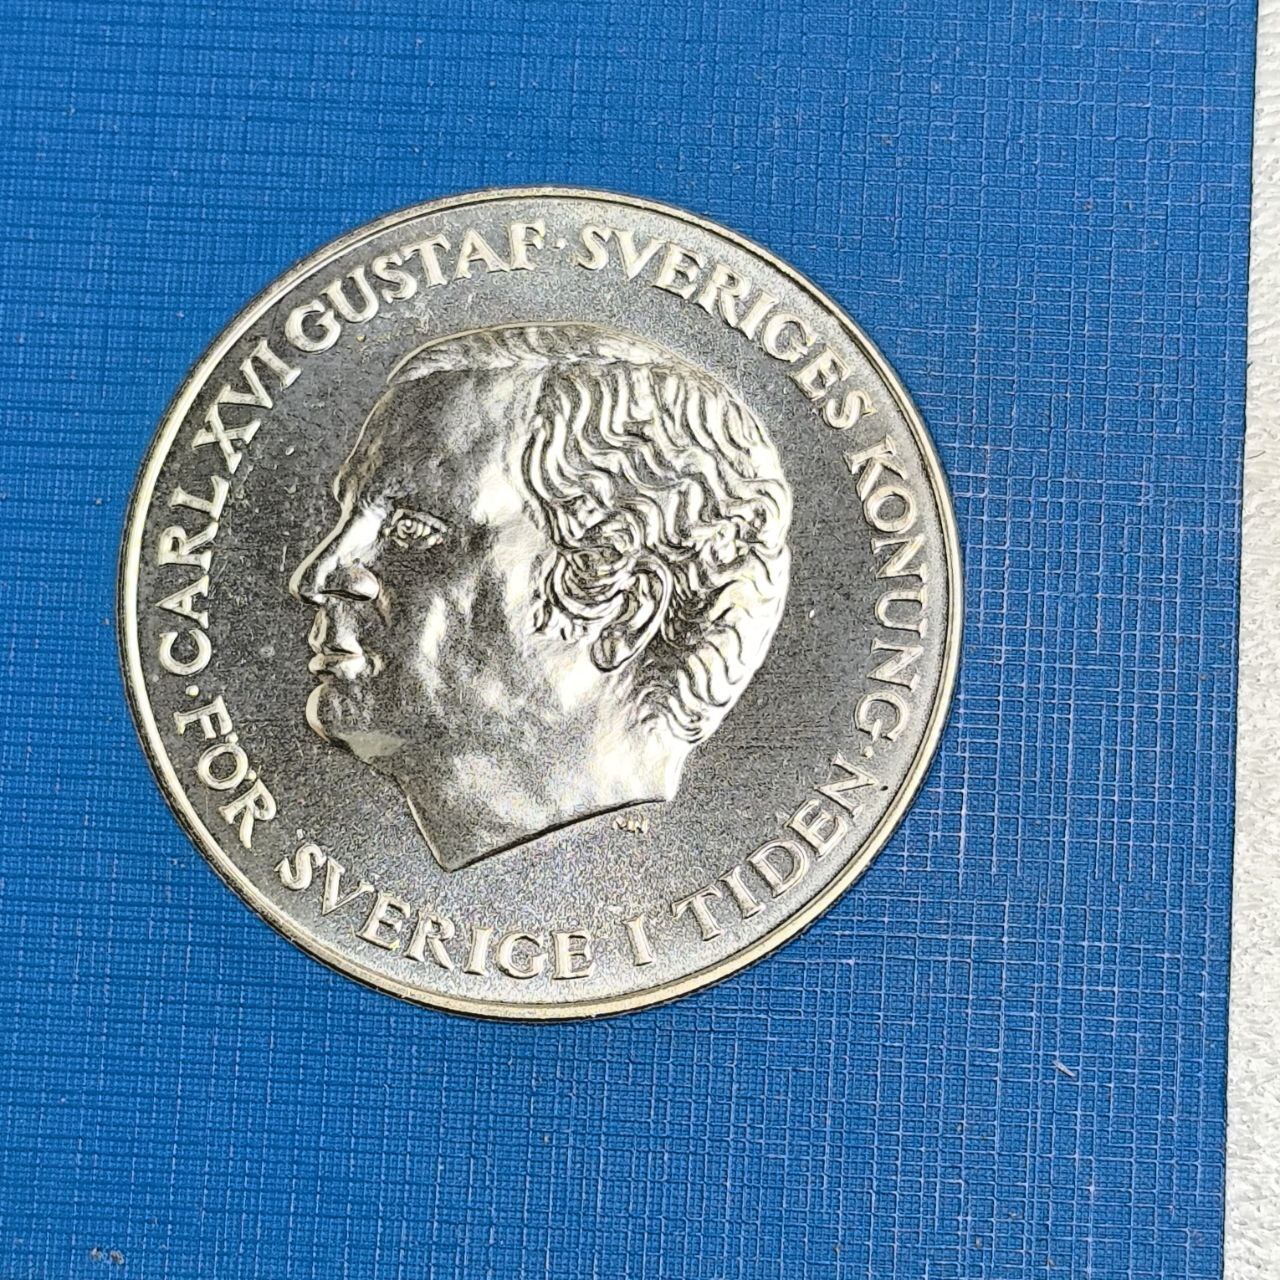 CARL XVI GUSTAF · SVERIGES KONUNG ·
FÖR SVERIGE I TIDEN ·